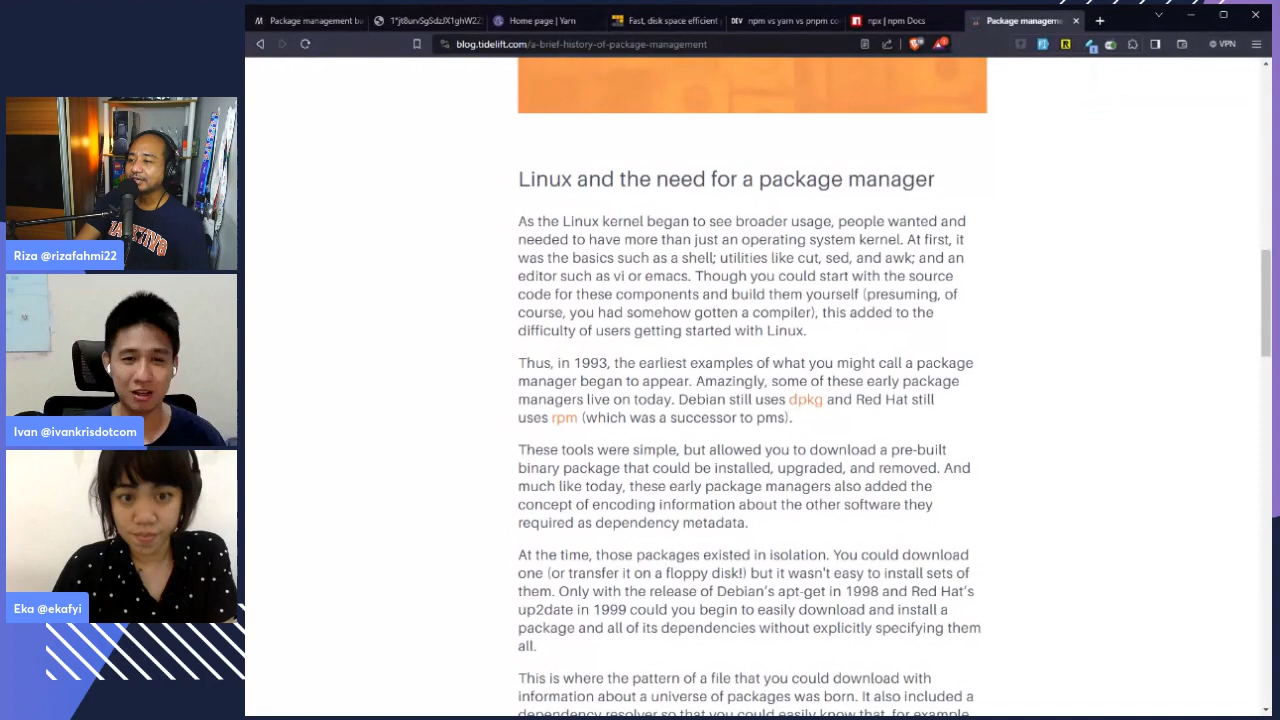 Package management ba
1*jt8urvSgSdzJX1ghW2Z
Home page | Yarn
Fast, disk space efficient
DEV npm vs yarn vs pnpm co
npx | npm Docs
Package managem
blog.tidelift.com/a-brief-history-of-package-management
VPN
Linux and the need for a package manager
As the Linux kernel began to see broader usage, people wanted and
needed to have more than just an operating system kernel. At first, it
was the basics such as a shell; utilities like cut, sed, and awk; and an
editor such as vi or emacs. Though you could start with the source
code for these components and build them yourself (presuming, of
course, you had somehow gotten a compiler), this added to the
difficulty of users getting started with Linux.
Thus, in 1993, the earliest examples of what you might call a package
manager began to appear. Amazingly, some of these early package
managers live on today. Debian still uses dpkg and Red Hat still
uses rpm (which was a successor to pms).
These tools were simple, but allowed you to download a pre-built
binary package that could be installed, upgraded, and removed. And
much like today, these early package managers also added the
concept of encoding information about the other software they
required as dependency metadata.
At the time, those packages existed in isolation. You could download
one (or transfer it on a floppy disk!) but it wasn't easy to install sets of
them. Only with the release of Debian's apt-get in 1998 and Red Hat's
up2date in 1999 could you begin to easily download and install a
package and all of its dependencies without explicitly specifying them
all.
This is where the pattern of a file that you could download with
information about a universe of packages was born. It also included a
dependency resolver so that you could easily know that, for example
Riza @rizafahmi22
Ivan @ivankrisdotcom
Eka @ekafyi